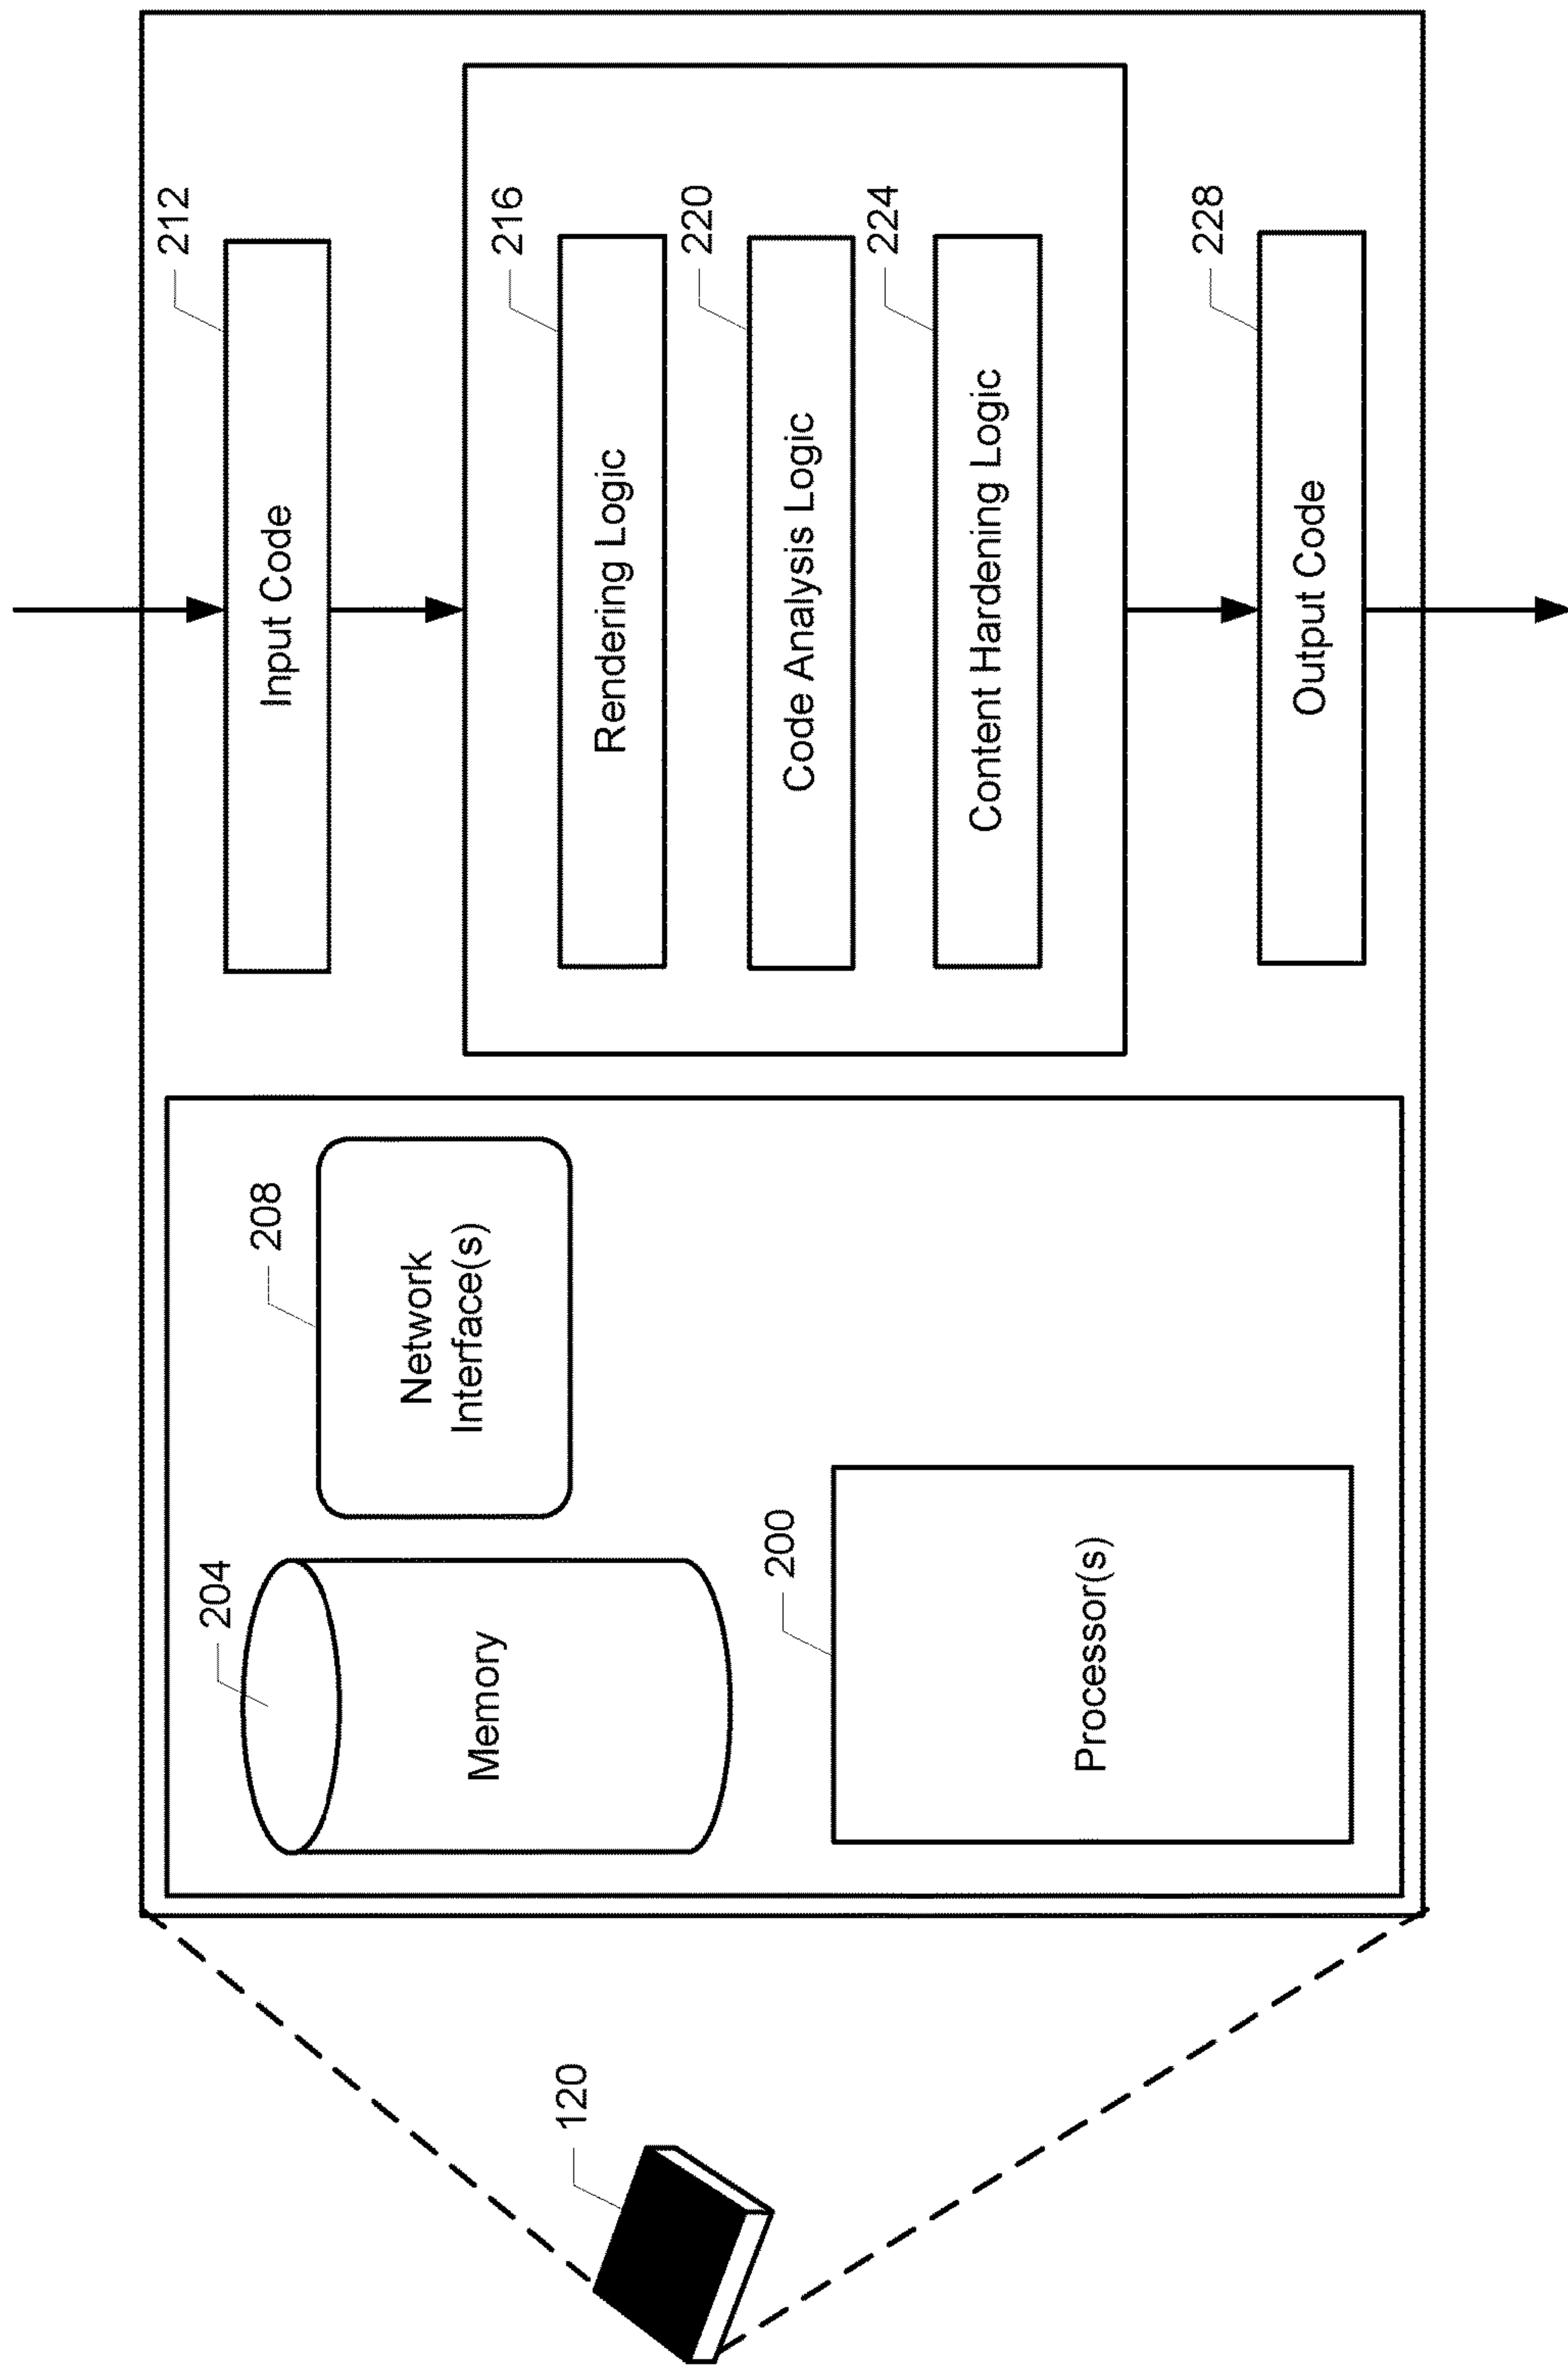 120
204
Memory
208
Network
Interface(s)
200
Processor(s)
212
Input Code
216
Rendering Logic
220
Code Analysis Logic
224
Content Hardening Logic
228
Output Code